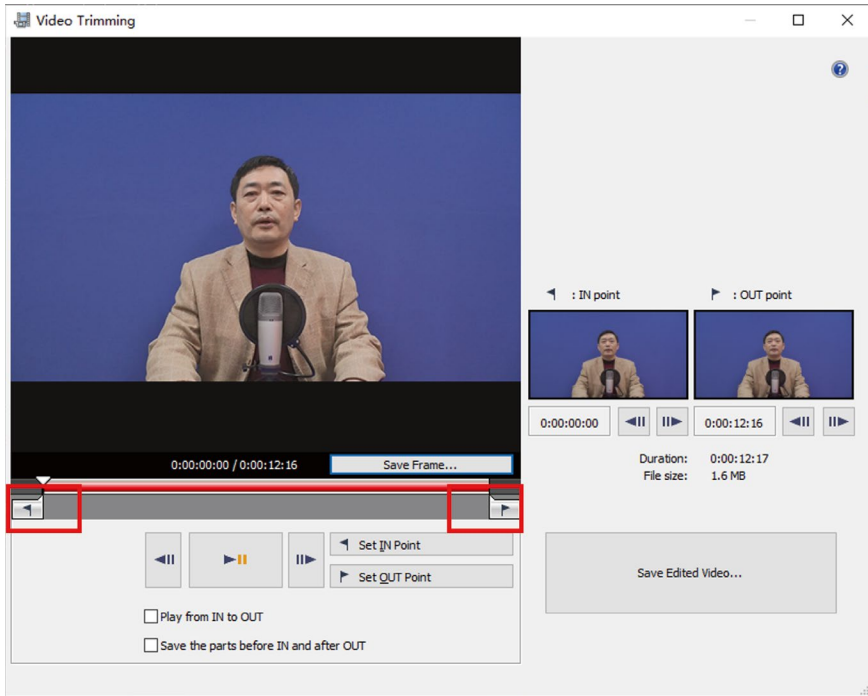 Video Trimming
?
: IN point
: OUT point
0:00:00:00
0:00:12:16
Duration: 0:00:12:17
File size: 1.6 MB
0:00:00:00 / 0:00:12:16
Save Frame...
Set IN Point
Set OUT Point
Save Edited Video...
Play from IN to OUT
Save the parts before IN and after OUT